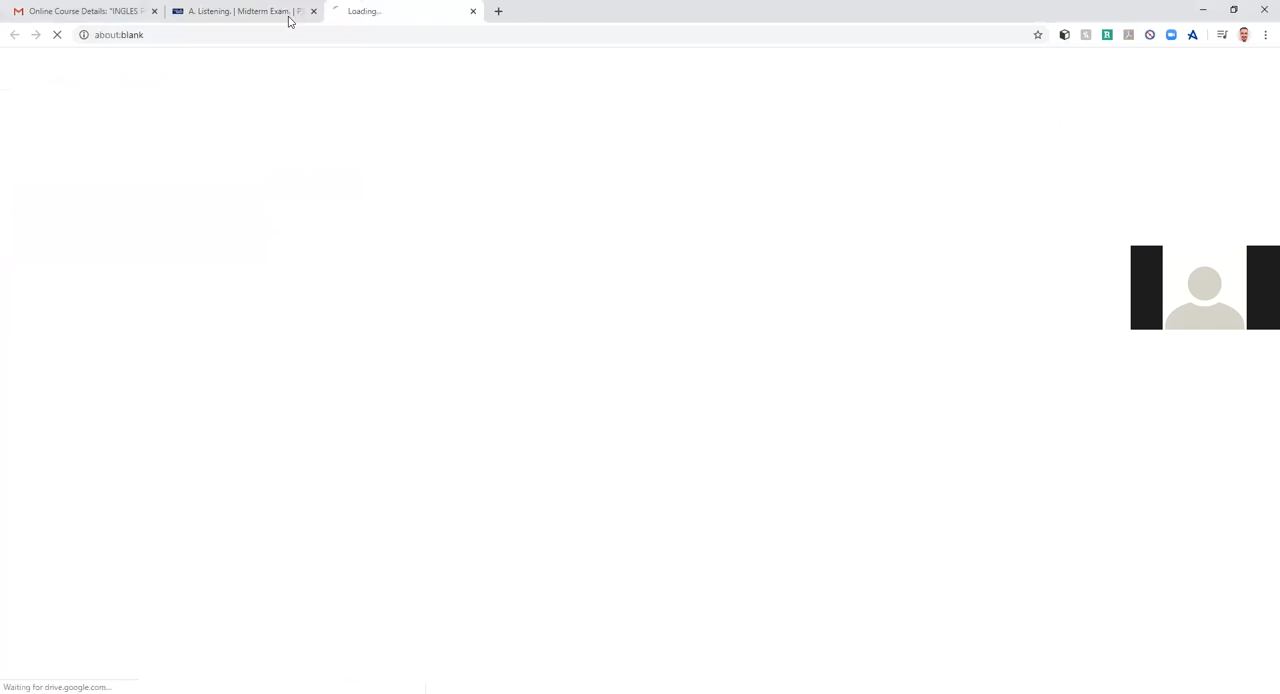 Online Course Details: "INGLES
A. Listening. | Midterm Exam. |
Loading...
about:blank
Waiting for drive.google.com...